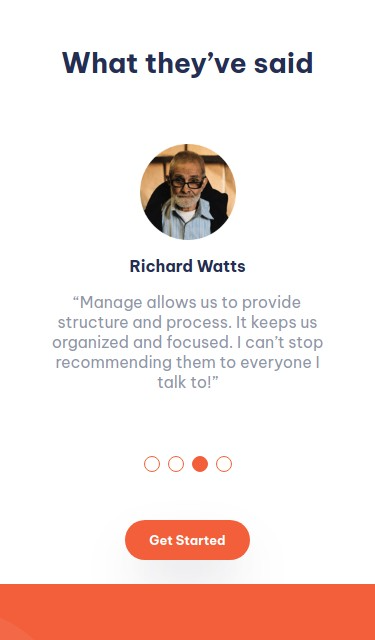 What they’ve said
Richard Watts
“Manage allows us to provide
structure and process. It keeps us
organized and focused. I can’t stop
recommending them to everyone I
talk to!”
Get Started